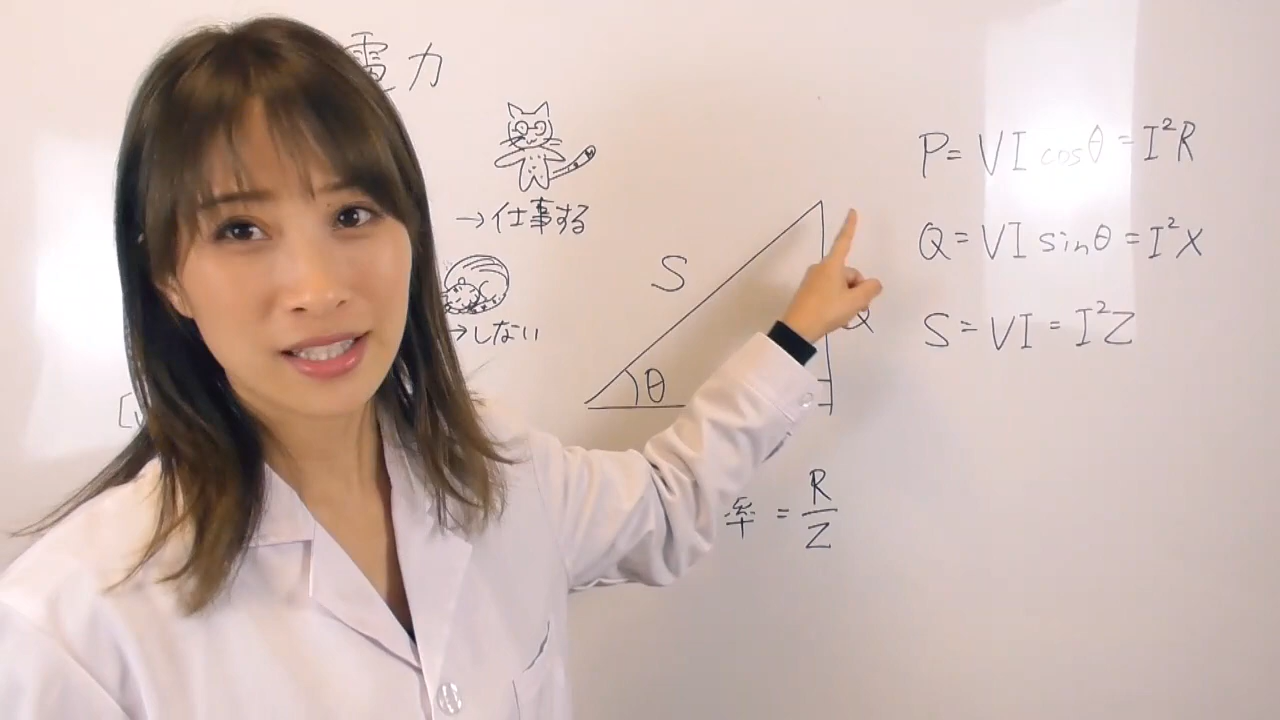 電力
→仕事する
→しない
S
θ
Q
P=VI cosθ=I²R
Q=VI sinθ=I²X
S=VI=I²Z
率 = R/Z